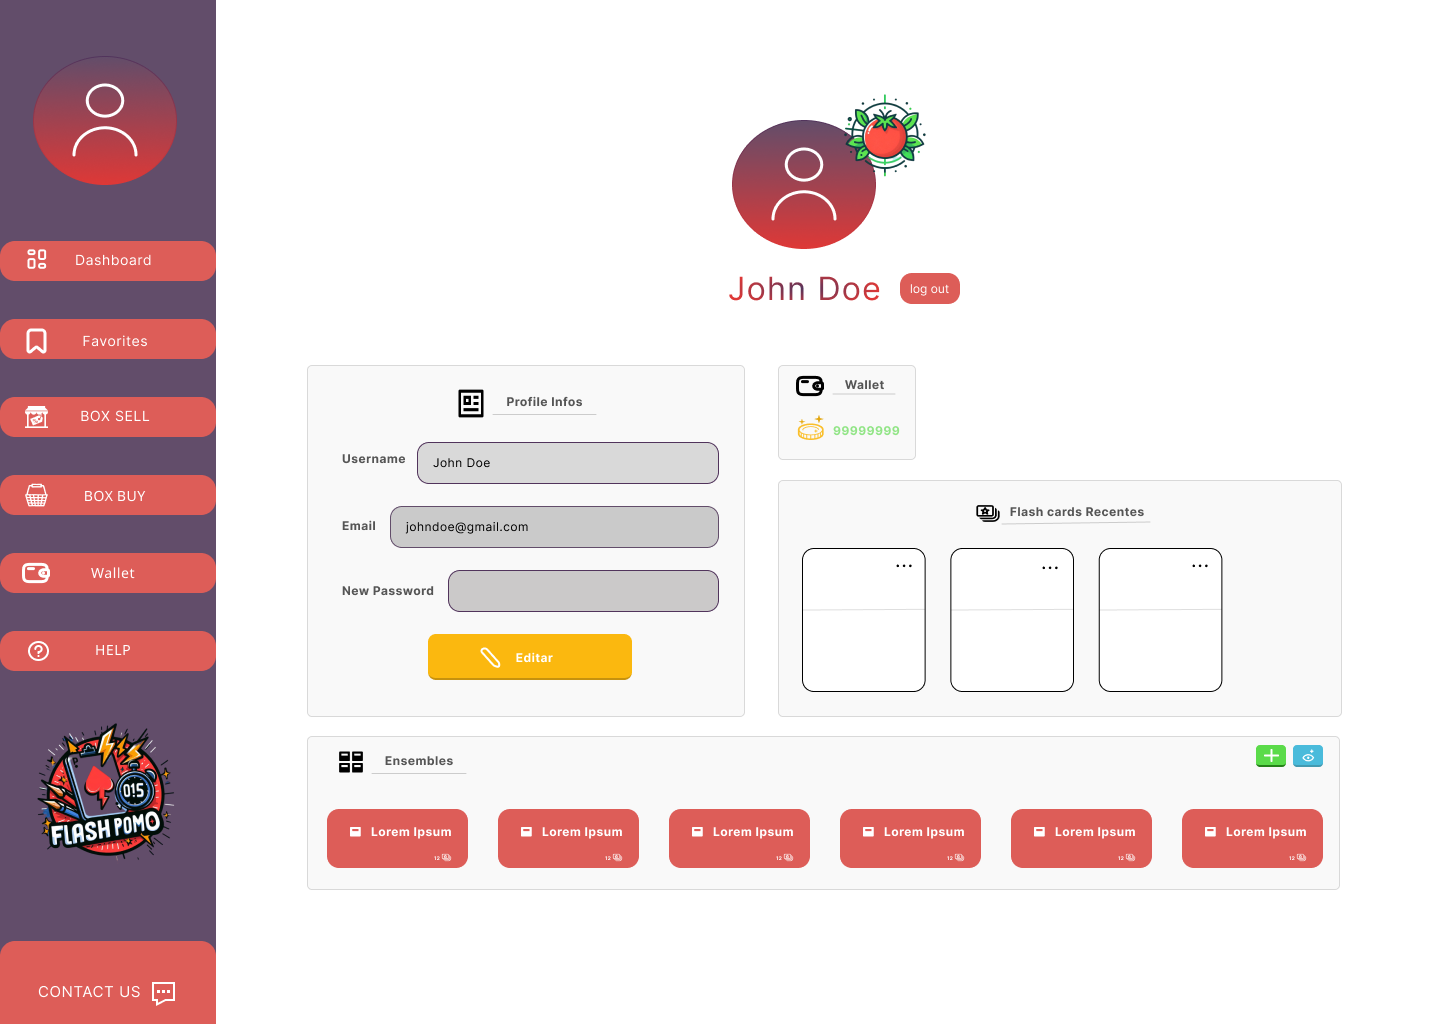 Dashboard
Favorites
BOX SELL
BOX BUY
Wallet
HELP
015
FLASH POMO
CONTACT US
John Doe
log out
Profile Infos
Username
John Doe
Email
johndoe@gmail.com
New Password
Editar
Wallet
99999999
Flash cards Recentes
Ensembles
Lorem Ipsum
12
Lorem Ipsum
12
Lorem Ipsum
12
Lorem Ipsum
12
Lorem Ipsum
12
Lorem Ipsum
12